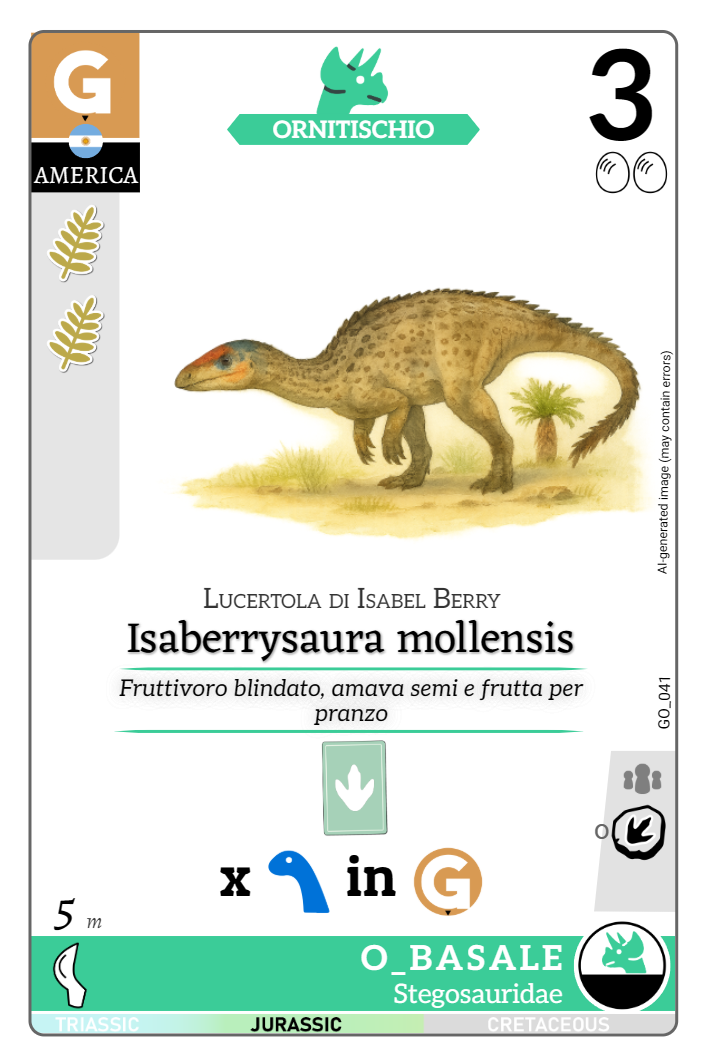 G
AMERICA
ORNITISCHIO
3
AI-generated image (may contain errors)
LUCERTOLA DI ISABEL BERRY
Isaberrysaura mollensis
Fruttivoro blindato, amava semi e frutta per
pranzo
GO_041
O
x in G
5 m
O_BASALE
Stegosauridae
TRIASSIC JURASSIC CRETACEOUS